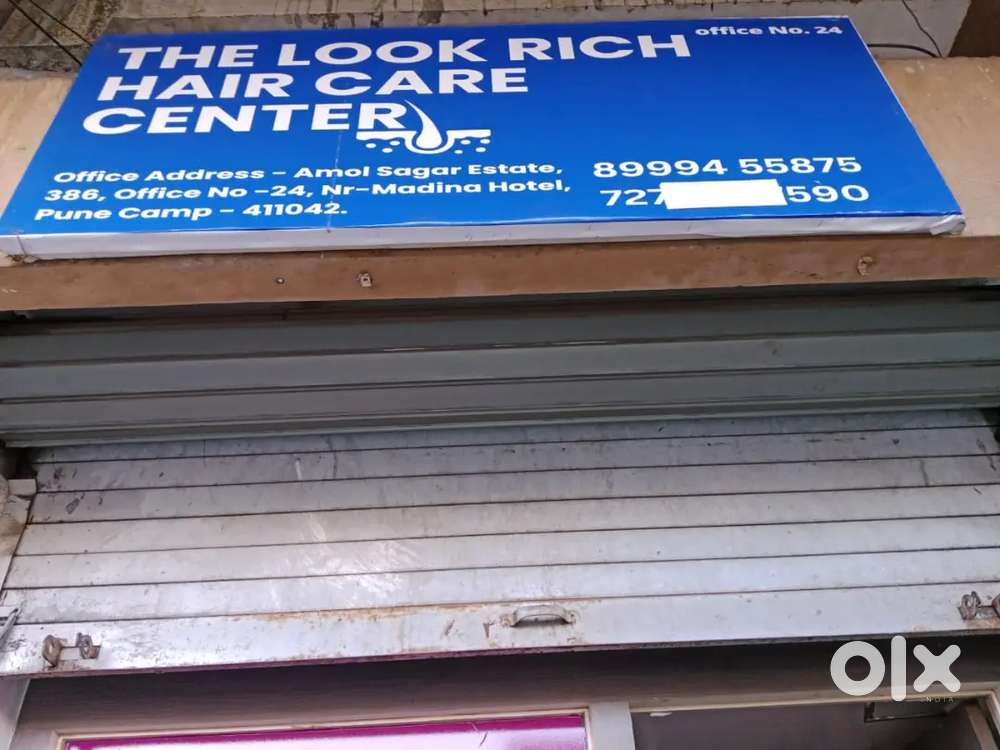 office No. 24
THE LOOK RICH
HAIR CARE
CENTER
Office Address - Amol Sagar Estate,
386, Office No -24, Nr-Madina Hotel,
Pune Camp - 411042.
89994 55875
727 590
OLX
INDIA